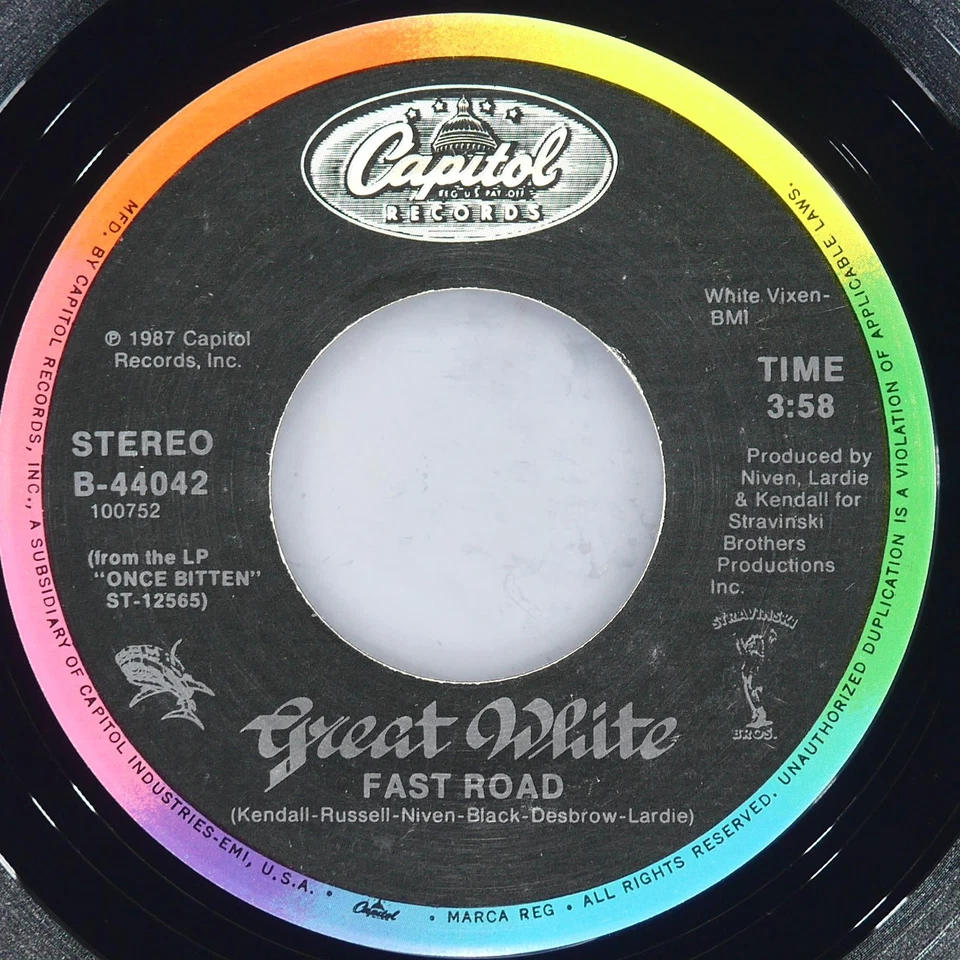 Capitol
REG. U.S. PAT. OFF.
RECORDS
℗ 1987 Capitol
Records, Inc.
STEREO
B-44042
100752
(from the LP
"ONCE BITTEN"
ST-12565)
White Vixen-
BMI
TIME
3:58
Produced by
Niven, Lardie
& Kendall for
Stravinski
Brothers
Productions
Inc.
STRAVINSKI
BROS.
Great White
FAST ROAD
(Kendall-Russell-Niven-Black-Desbrow-Lardie)
MFD. BY CAPITOL RECORDS, INC., A SUBSIDIARY OF CAPITOL INDUSTRIES-EMI, U.S.A. • Capitol • MARCA REG • ALL RIGHTS RESERVED. UNAUTHORIZED DUPLICATION IS A VIOLATION OF APPLICABLE LAWS.